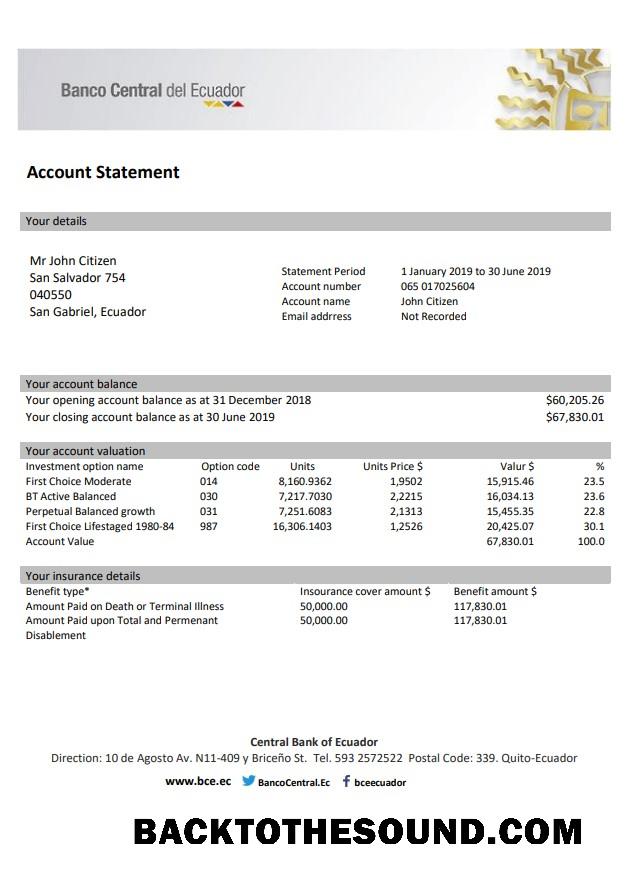 Banco Central del Ecuador
Account Statement
Your details
Mr John Citizen
San Salvador 754
040550
San Gabriel, Ecuador
Statement Period 1 January 2019 to 30 June 2019
Account number 065 017025604
Account name John Citizen
Email adrress Not Recorded
Your account balance
Your opening account balance as at 31 December 2018 $60,205.26
Your closing account balance as at 30 June 2019 $67,830.01
Your account valuation
Investment option name Option code Units Units Price $ Valur $ %
First Choice Moderate 014 8,160.9362 1,9502 15,915.46 23.5
BT Active Balanced 030 7,217.7030 2,2215 16,034.13 23.6
Perpetual Balanced growth 031 7,251.6083 2,1313 15,455.35 22.8
First Choice Lifestaged 1980-84 987 16,306.1403 1,2526 20,425.07 30.1
Account Value 67,830.01 100.0
Your insurance details
Benefit type* Insourance cover amount $ Benefit amount $
Amount Paid on Death or Terminal Illness 50,000.00 117,830.01
Amount Paid upon Total and Permenant 50,000.00 117,830.01
Disablement
Central Bank of Ecuador
Direction: 10 de Agosto Av. N11-409 y Briceño St. Tel. 593 2572522 Postal Code: 339. Quito-Ecuador
www.bce.ec BancoCentral.Ec bceecuador
BACKTOTHESOUND.COM